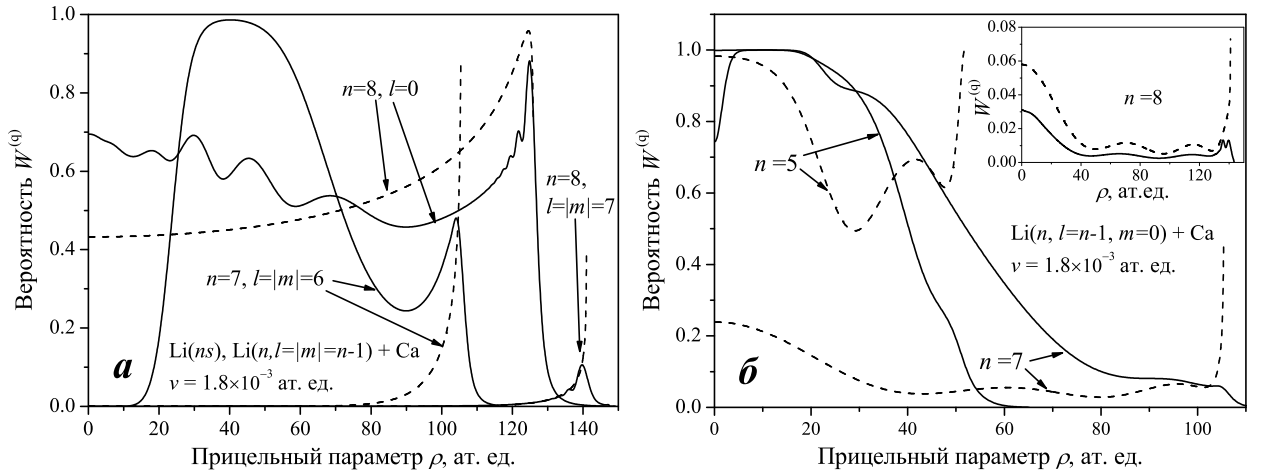 1.0
0.8
0.6
0.4
0.2
0.0
Вероятность W(q)
n=8, l=0
n=8,
l=|m|=7
n=7, l=|m|=6
Li(ns), Li(n,l=|m|=n-1) + Ca
v = 1.8×10⁻³ ат. ед.
а
0 20 40 60 80 100 120 140
Прицельный параметр ρ, ат. ед.
1.0
0.8
0.6
0.4
0.2
0.0
Вероятность W(q)
n =5
n =7
Li(n, l=n-1, m=0) + Ca
v = 1.8×10⁻³ ат. ед.
б
0 20 40 60 80 100
Прицельный параметр ρ, ат. ед.
0.08
0.06
0.04
0.02
0.00
W(q)
n =8
0 40 80 120
ρ, ат.ед.